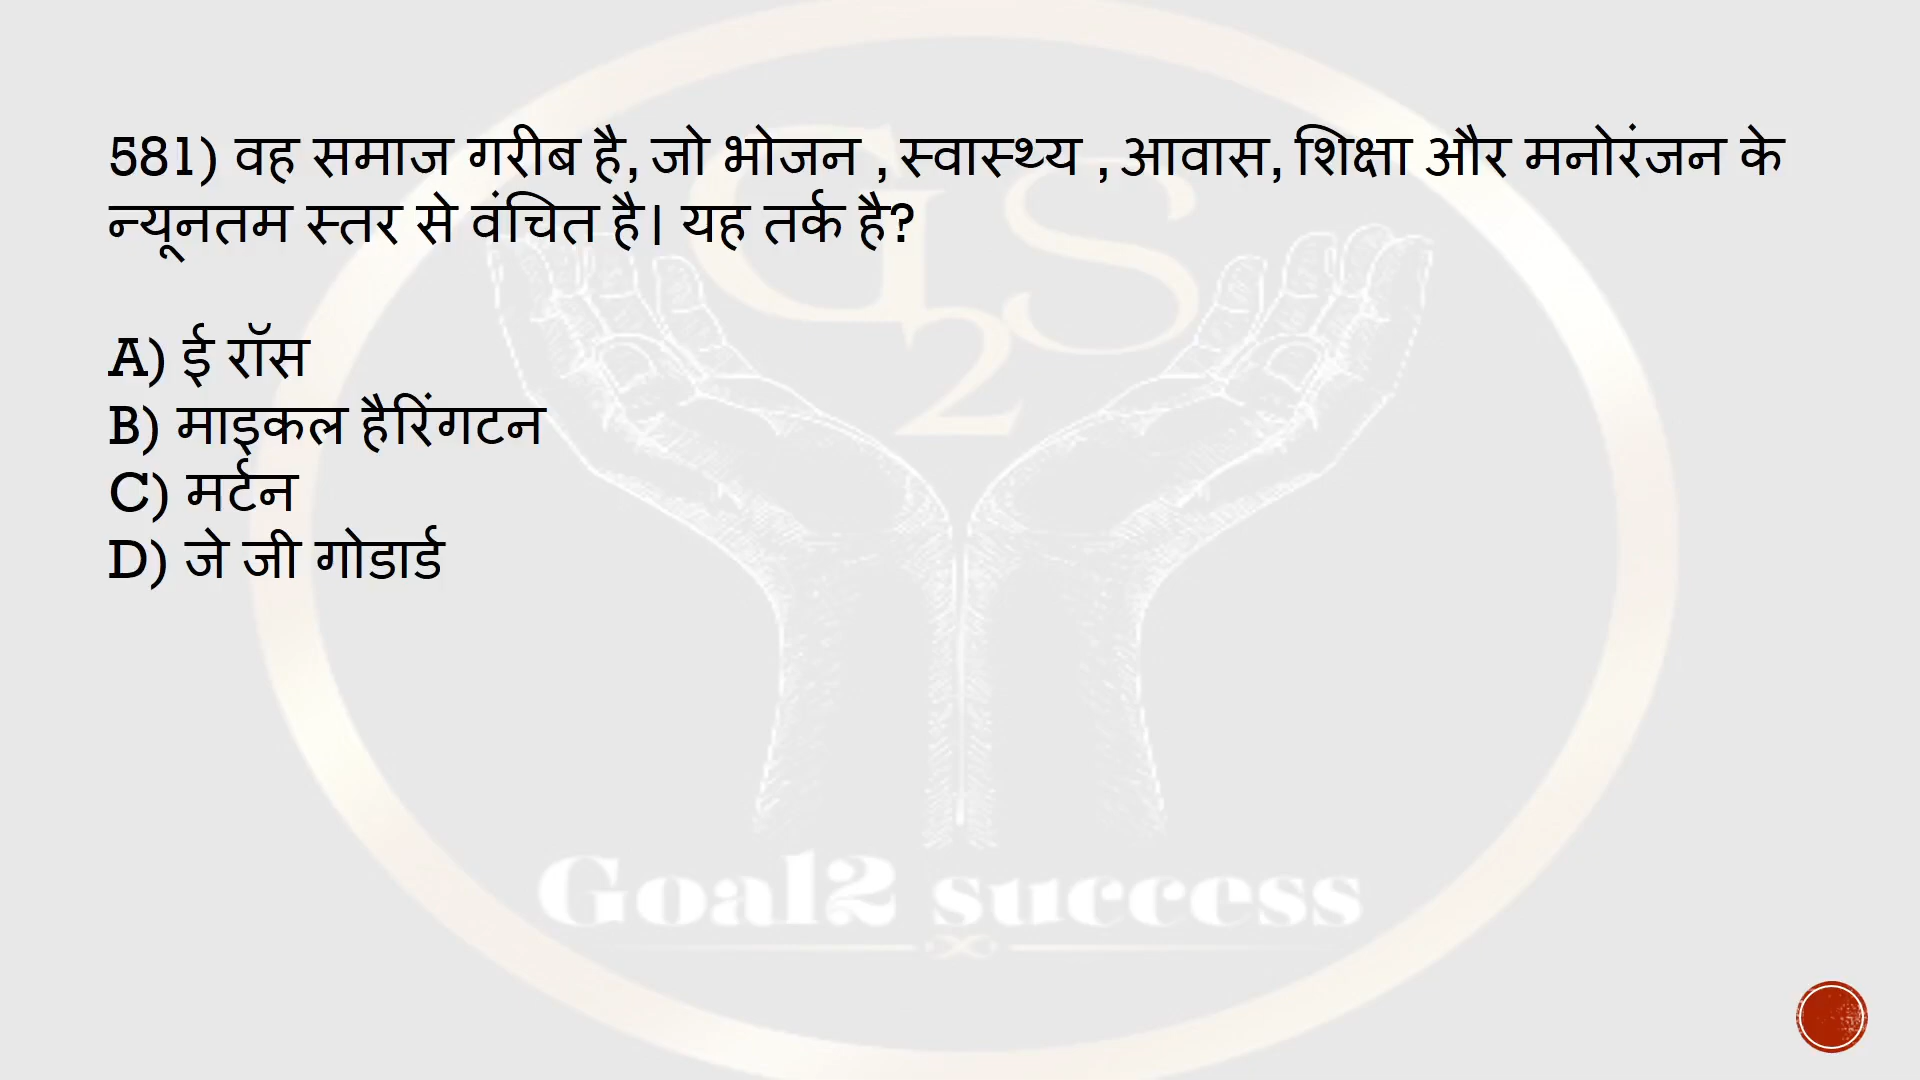 581) वह समाज गरीब है, जो भोजन , स्वास्थ्य , आवास, शिक्षा और मनोरंजन के
न्यूनतम स्तर से वंचित है। यह तर्क है?
A) ई रॉस
B) माइकल हैरिंगटन
C) मर्टन
D) जे जी गोडार्ड
G2S
Goal2 success